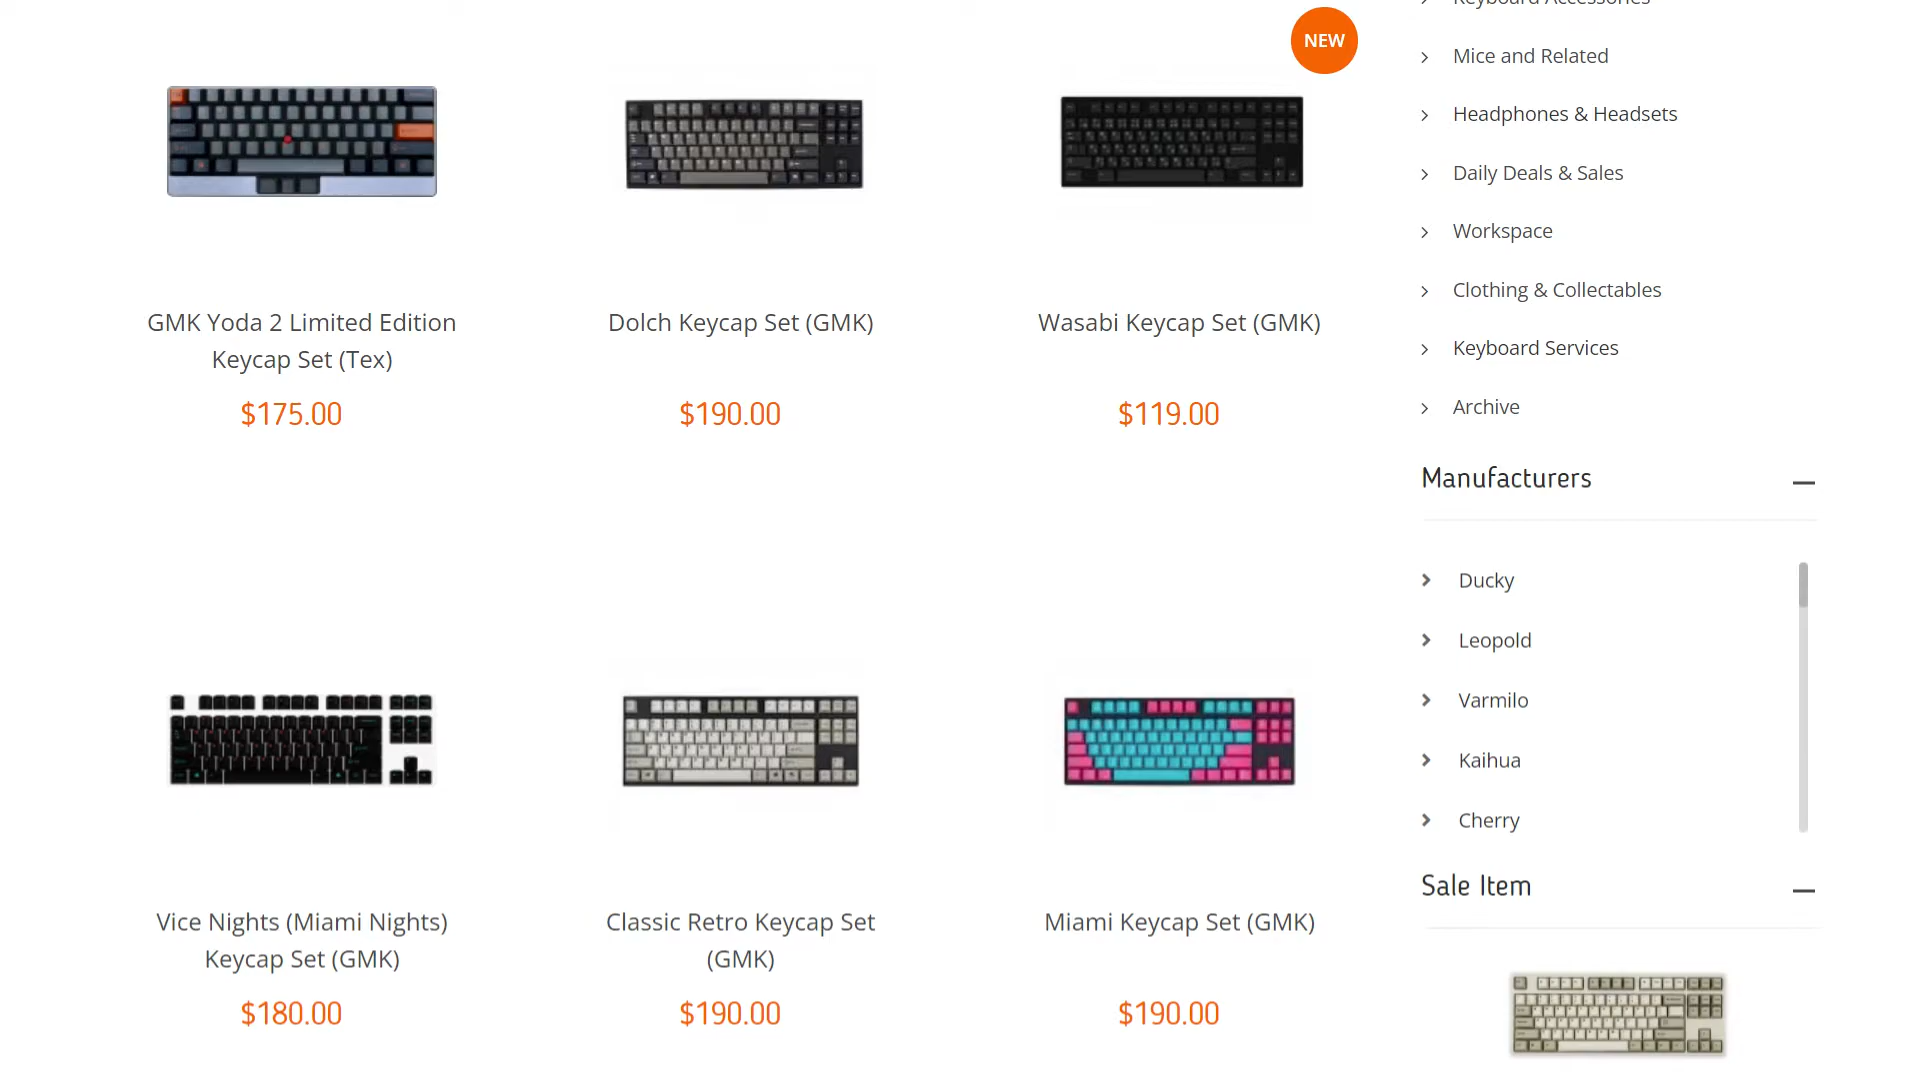 NEW
GMK Yoda 2 Limited Edition
Keycap Set (Tex)
$175.00
Dolch Keycap Set (GMK)
$190.00
Wasabi Keycap Set (GMK)
$119.00
Vice Nights (Miami Nights)
Keycap Set (GMK)
$180.00
Classic Retro Keycap Set
(GMK)
$190.00
Miami Keycap Set (GMK)
$190.00
Keyboard Accessories
Mice and Related
Headphones & Headsets
Daily Deals & Sales
Workspace
Clothing & Collectables
Keyboard Services
Archive
Manufacturers
Ducky
Leopold
Varmilo
Kaihua
Cherry
Sale Item